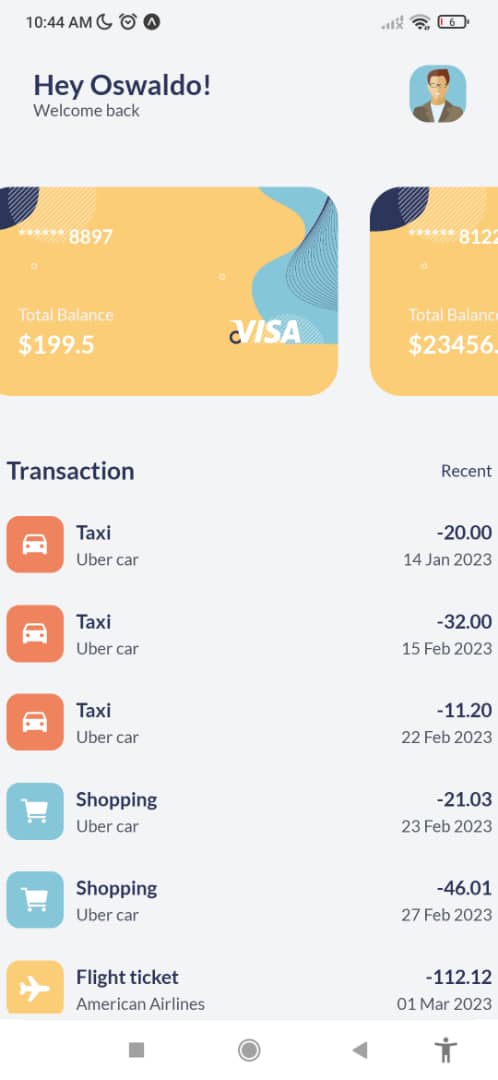 10:44 AM
6
Hey Oswaldo!
Welcome back
****** 8897
****** 8122
Total Balance
$199.5
VISA
Total Balance
$23456.
Transaction
Recent
Taxi
-20.00
Uber car
14 Jan 2023
Taxi
-32.00
Uber car
15 Feb 2023
Taxi
-11.20
Uber car
22 Feb 2023
Shopping
-21.03
Uber car
23 Feb 2023
Shopping
-46.01
Uber car
27 Feb 2023
Flight ticket
-112.12
American Airlines
01 Mar 2023